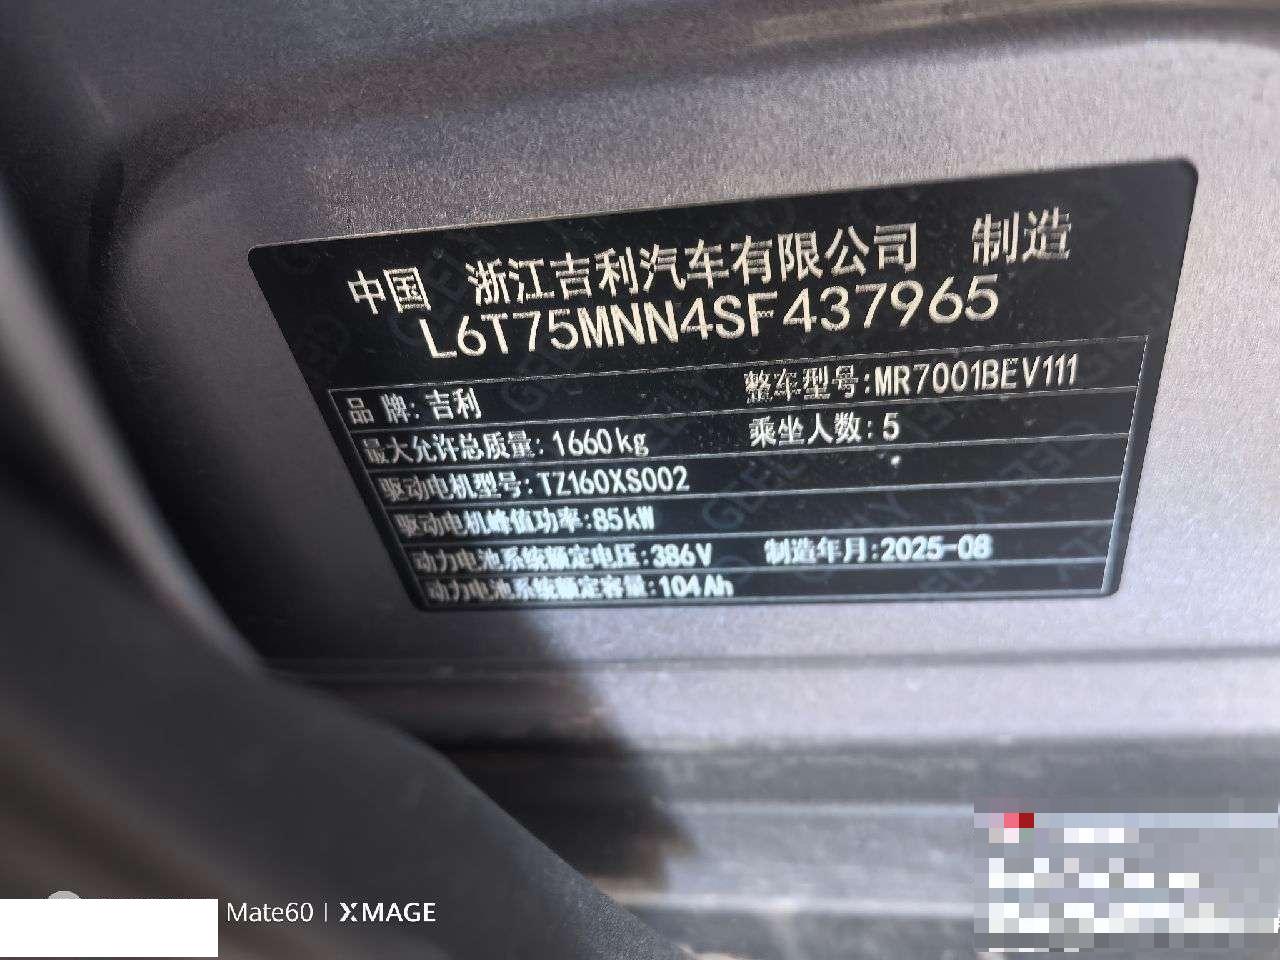 中国 浙江吉利汽车有限公司 制造
L6T75MNN4SF437965
品 牌:吉利 整车型号:MR7001BEV111
最大允许总质量:1660kg 乘坐人数:5
驱动电机型号:TZ160XS002
驱动电机峰值功率:85kW
动力电池系统额定电压:386V 制造年月:2025-08
动力电池系统额定容量:104Ah
Mate60 | XMAGE